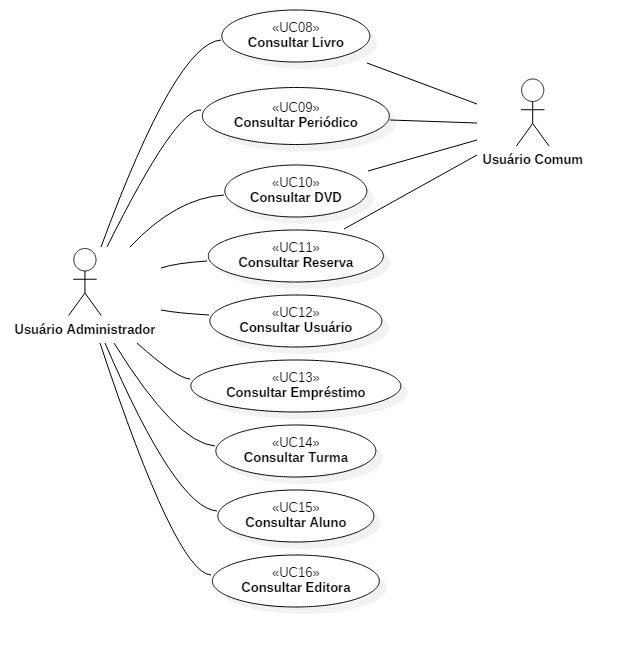 «UC08»
Consultar Livro
«UC09»
Consultar Periódico
Usuário Comum
«UC10»
Consultar DVD
«UC11»
Consultar Reserva
«UC12»
Consultar Usuário
Usuário Administrador
«UC13»
Consultar Empréstimo
«UC14»
Consultar Turma
«UC15»
Consultar Aluno
«UC16»
Consultar Editora